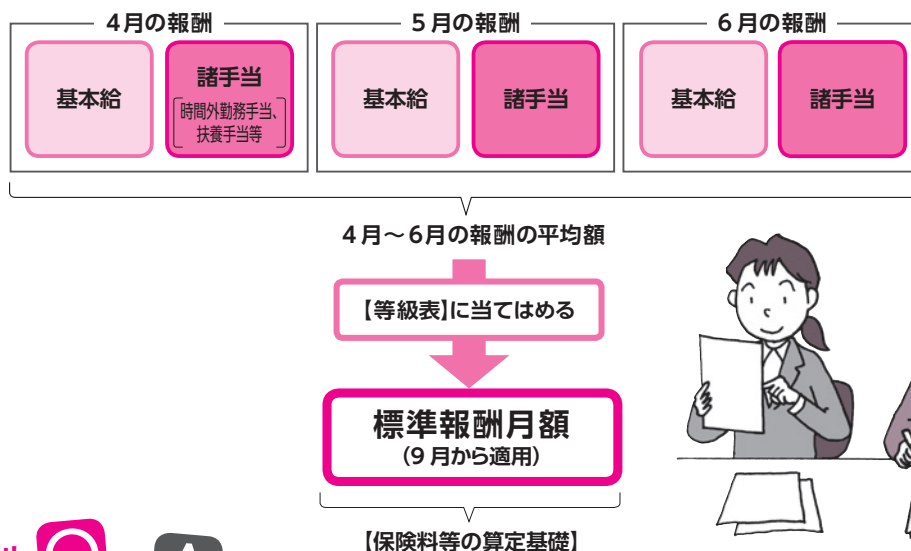 4月の報酬
5月の報酬
6月の報酬
基本給
諸手当
時間外勤務手当、
扶養手当等
基本給
諸手当
基本給
諸手当
4月～6月の報酬の平均額
【等級表】に当てはめる
標準報酬月額
(9月から適用)
【保険料等の算定基礎】